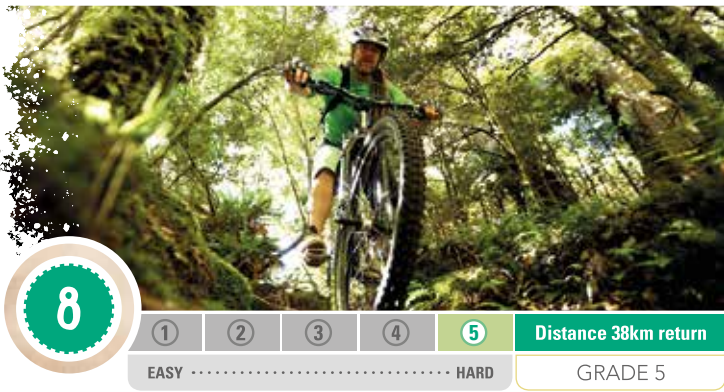 8
① ② ③ ④ ⑤ Distance 38km return
EASY HARD GRADE 5